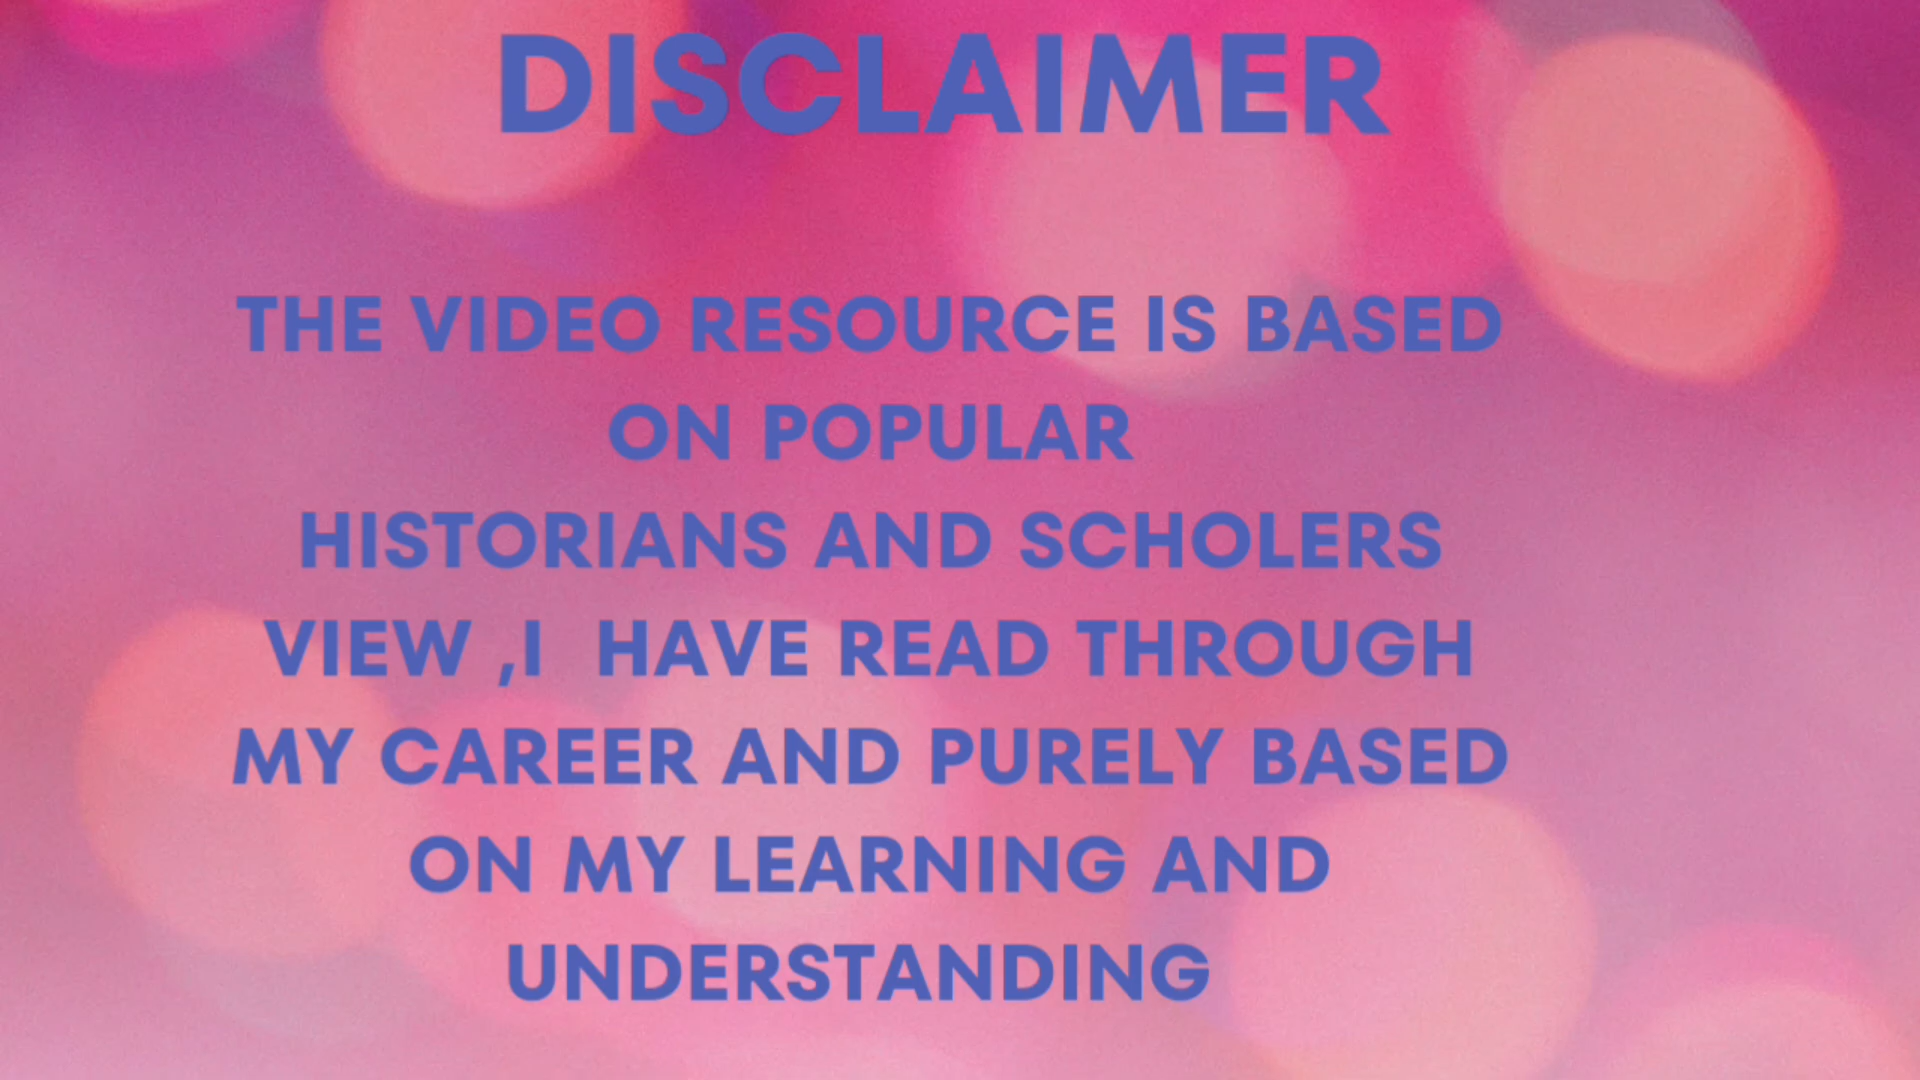 DISCLAIMER
THE VIDEO RESOURCE IS BASED
ON POPULAR
HISTORIANS AND SCHOLERS
VIEW ,I  HAVE READ THROUGH
MY CAREER AND PURELY BASED
ON MY LEARNING AND
UNDERSTANDING